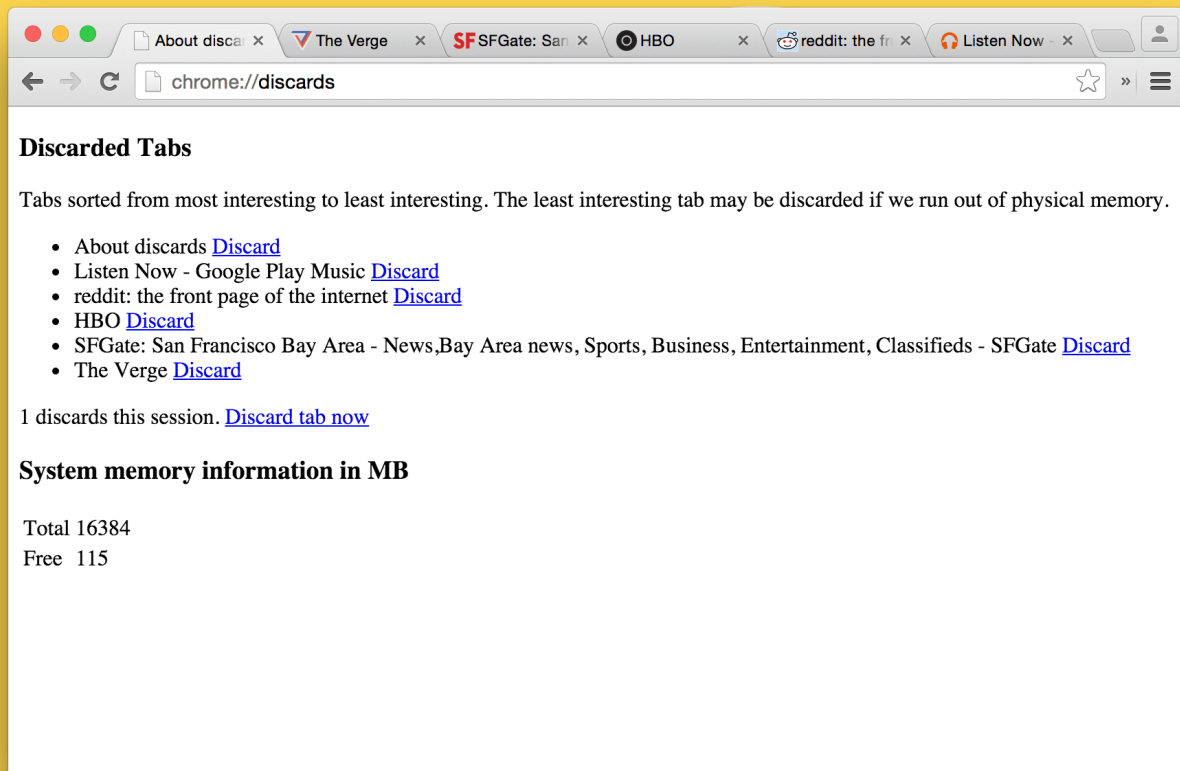 About disca
The Verge
SF SFGate: San
HBO
reddit: the fr
Listen Now -
chrome://discards
»
Discarded Tabs
Tabs sorted from most interesting to least interesting. The least interesting tab may be discarded if we run out of physical memory.
• About discards Discard
• Listen Now - Google Play Music Discard
• reddit: the front page of the internet Discard
• HBO Discard
• SFGate: San Francisco Bay Area - News,Bay Area news, Sports, Business, Entertainment, Classifieds - SFGate Discard
• The Verge Discard
1 discards this session. Discard tab now
System memory information in MB
Total 16384
Free 115